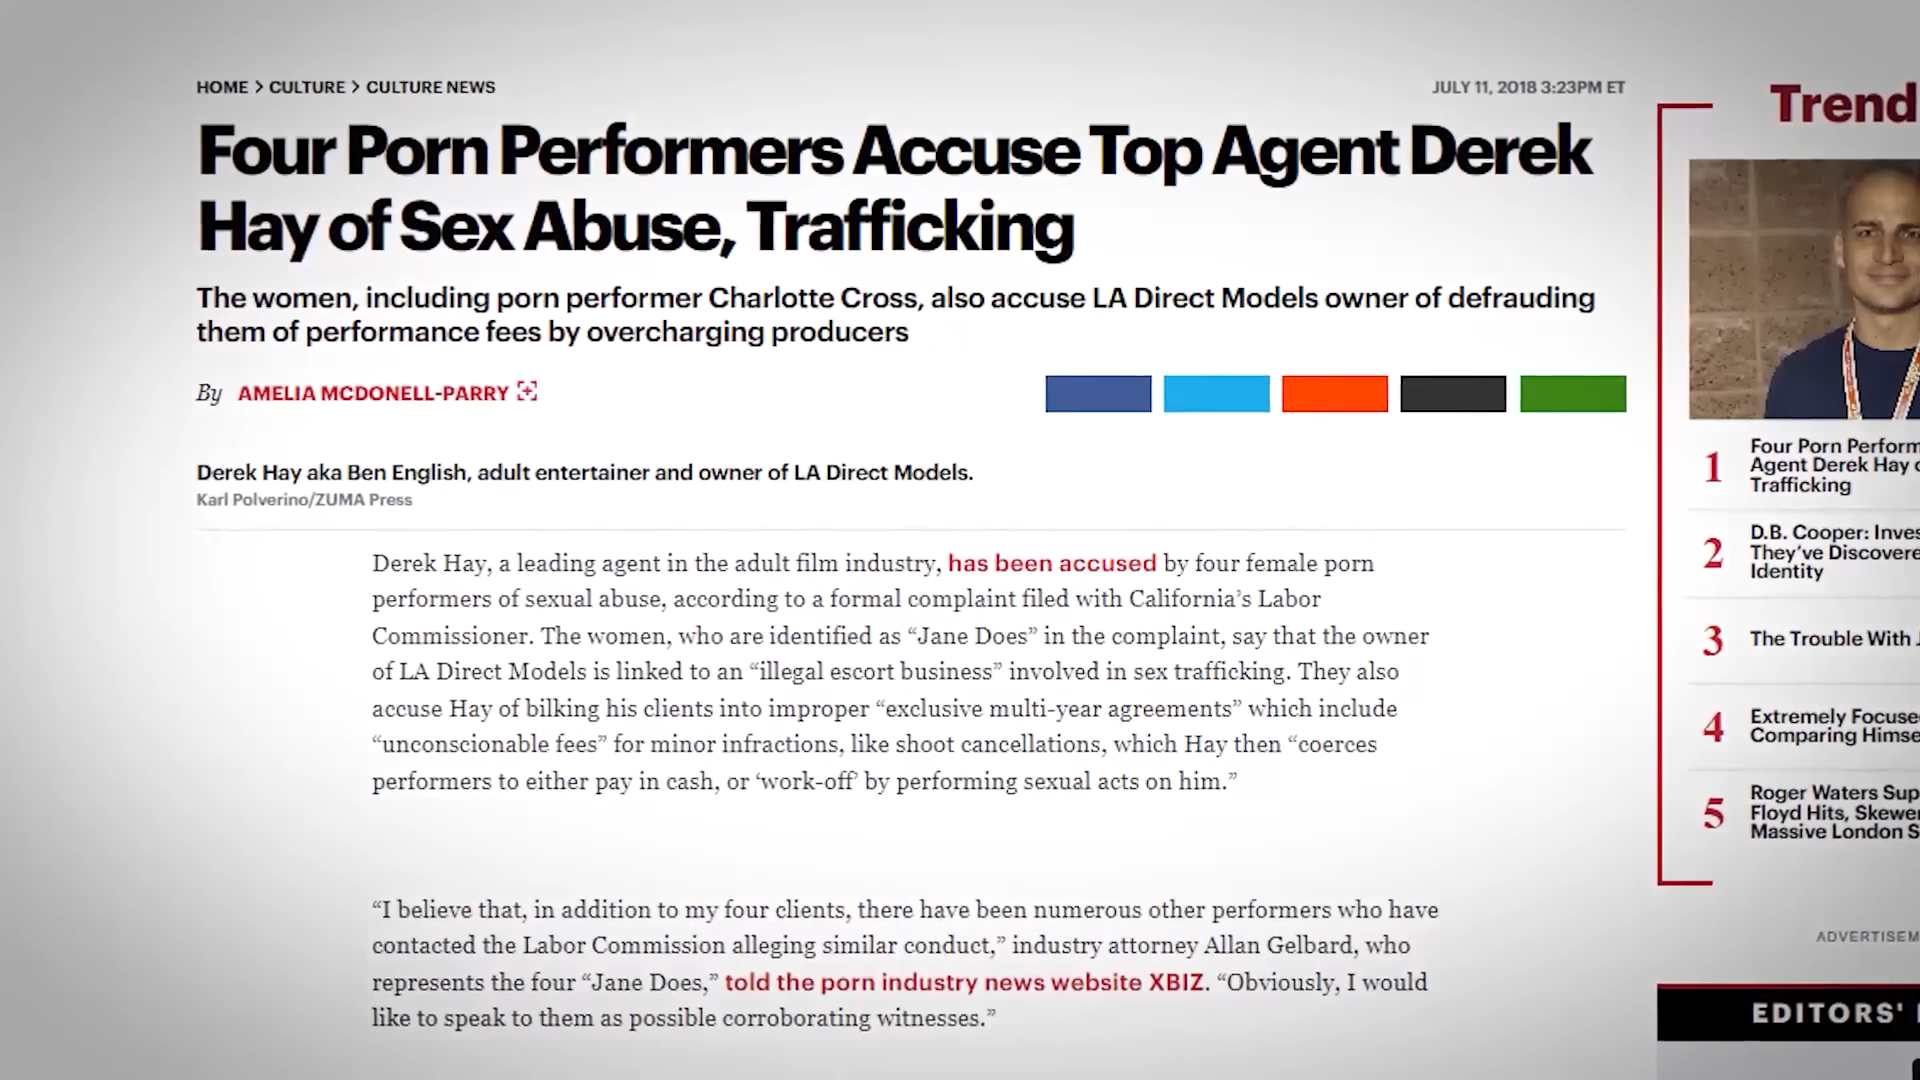 HOME > CULTURE > CULTURE NEWS
JULY 11, 2018 3:23PM ET
Four Porn Performers Accuse Top Agent Derek
Hay of Sex Abuse, Trafficking
The women, including porn performer Charlotte Cross, also accuse LA Direct Models owner of defrauding
them of performance fees by overcharging producers
By AMELIA MCDONELL-PARRY
Derek Hay aka Ben English, adult entertainer and owner of LA Direct Models.
Karl Polverino/ZUMA Press
Derek Hay, a leading agent in the adult film industry, has been accused by four female porn
performers of sexual abuse, according to a formal complaint filed with California’s Labor
Commissioner. The women, who are identified as “Jane Does” in the complaint, say that the owner
of LA Direct Models is linked to an “illegal escort business” involved in sex trafficking. They also
accuse Hay of bilking his clients into improper “exclusive multi-year agreements” which include
“unconscionable fees” for minor infractions, like shoot cancellations, which Hay then “coerces
performers to either pay in cash, or ‘work-off’ by performing sexual acts on him.”
“I believe that, in addition to my four clients, there have been numerous other performers who have
contacted the Labor Commission alleging similar conduct,” industry attorney Allan Gelbard, who
represents the four “Jane Does,” told the porn industry news website XBIZ. “Obviously, I would
like to speak to them as possible corroborating witnesses.”
Trend
1 Four Porn Perform
Agent Derek Hay
Trafficking
2 D.B. Cooper: Inves
They’ve Discovere
Identity
3 The Trouble With
4 Extremely Focuse
Comparing Himse
5 Roger Waters Sup
Floyd Hits, Skewer
Massive London S
ADVERTISEM
EDITORS'